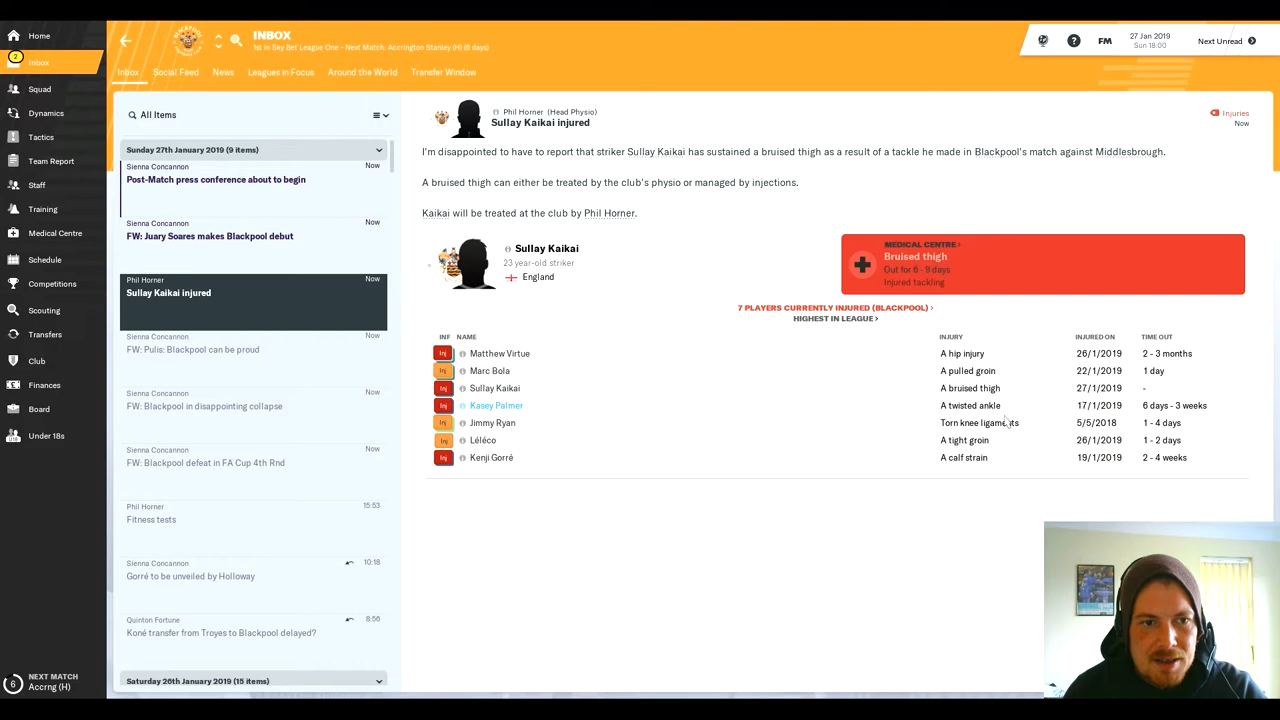 Home
2
Inbox
Squad
Dynamics
Tactics
Team Report
Staff
Training
Medical Centre
Schedule
Competitions
Scouting
Transfers
Club
Finances
Board
Under 18s
6
NEXT MATCH
Accrng (H)
BLACKPOOL
INBOX
1st in Sky Bet League One - Next Match: Accrington Stanley (H) (6 days)
? FM
27 Jan 2019
Sun 18:00
Next Unread
Inbox Social Feed News Leagues in Focus Around the World Transfer Window
All Items
Sunday 27th January 2019 (9 items)
Sienna Concannon Now
Post-Match press conference about to begin
Sienna Concannon Now
FW: Juary Soares makes Blackpool debut
Phil Horner Now
Sullay Kaikai injured
Sienna Concannon Now
FW: Pulis: Blackpool can be proud
Sienna Concannon Now
FW: Blackpool in disappointing collapse
Sienna Concannon Now
FW: Blackpool defeat in FA Cup 4th Rnd
Phil Horner 15:53
Fitness tests
Sienna Concannon 10:18
Gorré to be unveiled by Holloway
Quinton Fortune 8:56
Koné transfer from Troyes to Blackpool delayed?
Saturday 26th January 2019 (15 items)
Phil Horner (Head Physio)
Sullay Kaikai injured
Injuries
Now
I'm disappointed to have to report that striker Sullay Kaikai has sustained a bruised thigh as a result of a tackle he made in Blackpool's match against Middlesbrough.
A bruised thigh can either be treated by the club's physio or managed by injections.
Kaikai will be treated at the club by Phil Horner.
Sullay Kaikai
23 year-old striker
England
MEDICAL CENTRE
Bruised thigh
Out for 6 - 9 days
Injured tackling
7 PLAYERS CURRENTLY INJURED (BLACKPOOL)
HIGHEST IN LEAGUE
INF NAME INJURY INJURED ON TIME OUT
Inj Matthew Virtue A hip injury 26/1/2019 2 - 3 months
Inj Marc Bola A pulled groin 22/1/2019 1 day
Inj Sullay Kaikai A bruised thigh 27/1/2019 -
Inj Kasey Palmer A twisted ankle 17/1/2019 6 days - 3 weeks
Inj Jimmy Ryan Torn knee ligaments 5/5/2018 1 - 4 days
Inj Léléco A tight groin 26/1/2019 1 - 2 days
Inj Kenji Gorré A calf strain 19/1/2019 2 - 4 weeks